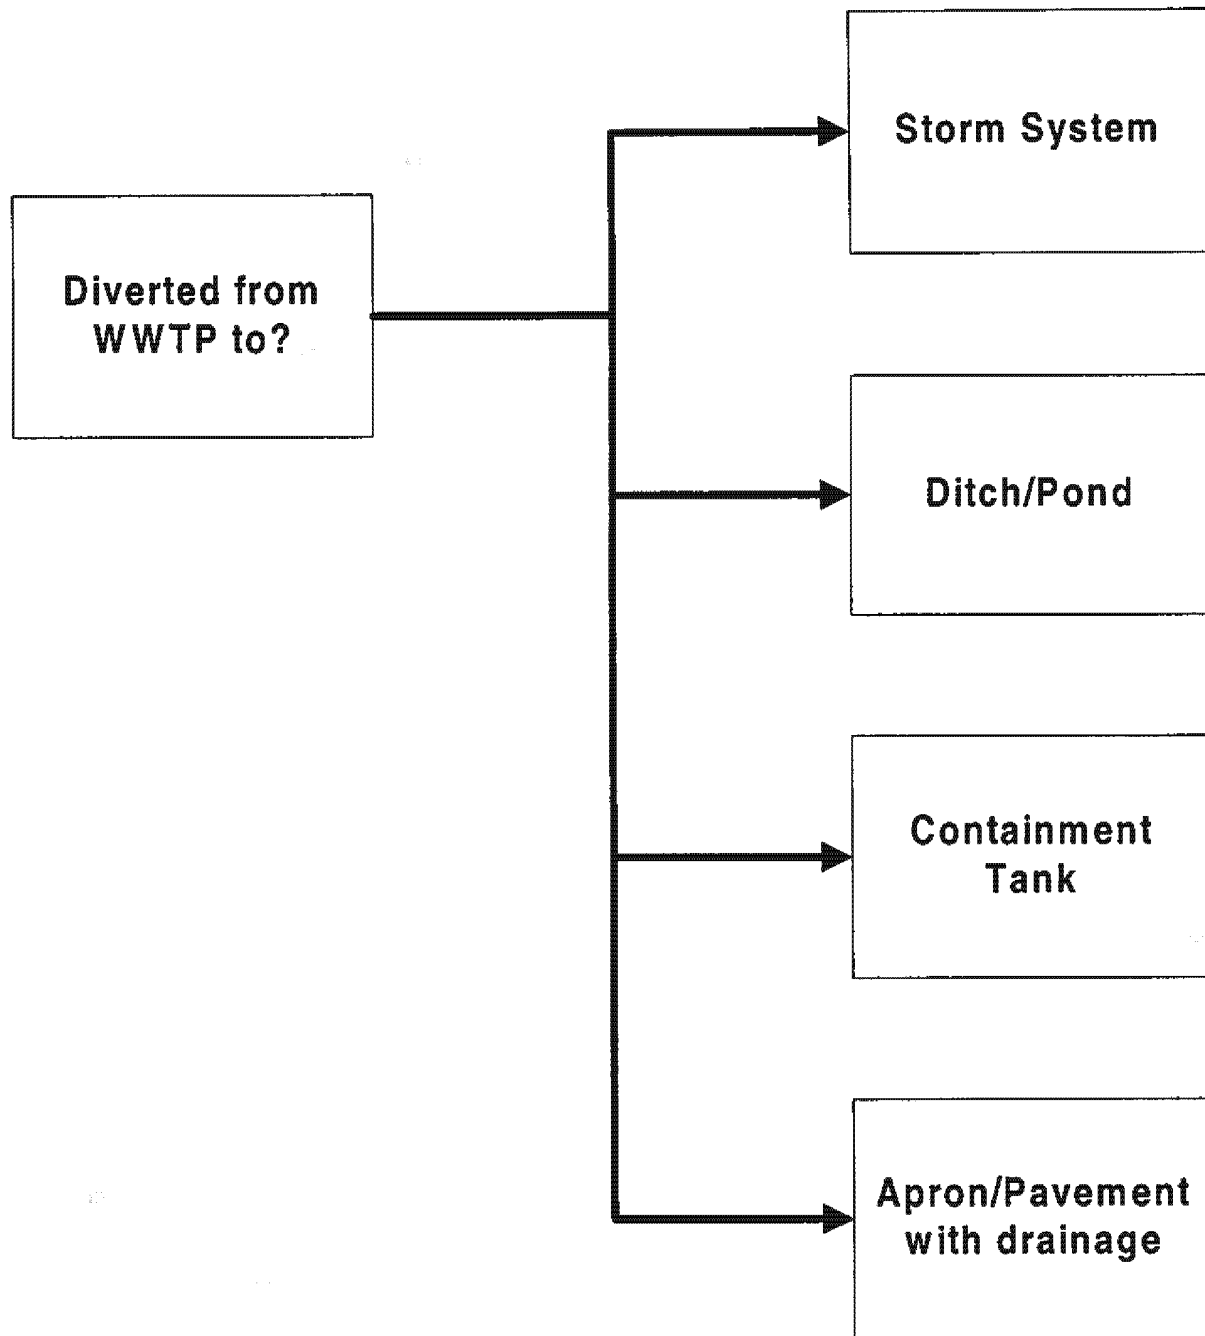 Storm System
Diverted from
WWTP to?
Ditch/Pond
Containment
Tank
Apron/Pavement
with drainage